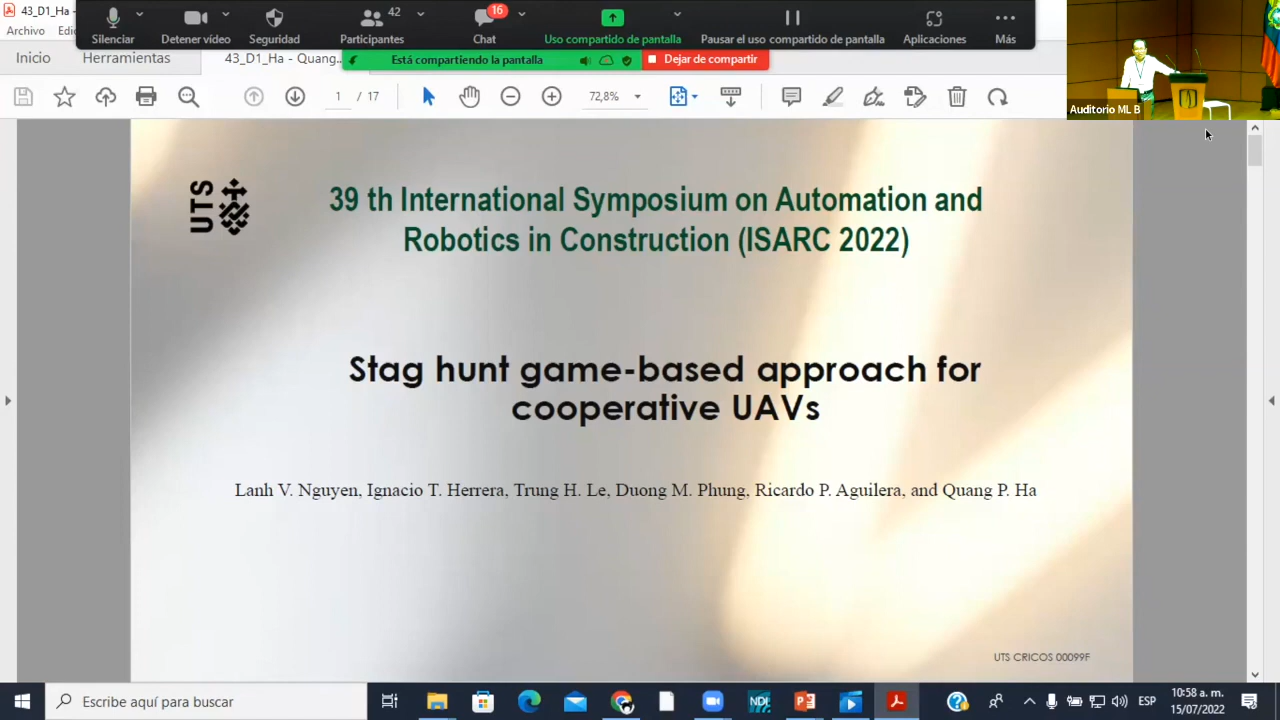 43_D1_Ha -
Archivo
Silenciar
Detener vídeo
Seguridad
42
Participantes
16
Chat
Uso compartido de pantalla
Pausar el uso compartido de pantalla
Aplicaciones
Más
Está compartiendo la pantalla
Dejar de compartir
Auditorio ML B
Inicio
Herramientas
43_D1_Ha - Quang...
1 / 17
72,8%
UTS
39 th International Symposium on Automation and
Robotics in Construction (ISARC 2022)
Stag hunt game-based approach for
cooperative UAVs
Lanh V. Nguyen, Ignacio T. Herrera, Trung H. Le, Duong M. Phung, Ricardo P. Aguilera, and Quang P. Ha
UTS CRICOS 00099F
Escribe aquí para buscar
NDI
ESP
10:58 a. m.
15/07/2022